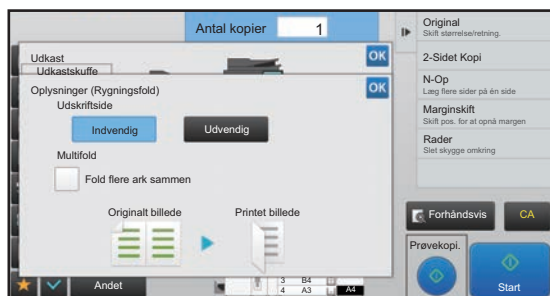 Antal kopier 1
Udkast OK
Udkastskuffe
Oplysninger (Rygningsfold) OK
Udskriftside
Indvendig
Udvendig
Multifold
Fold flere ark sammen
Originalt billede
Printet billede
Andet
3 B4
4 A3
A4
Original
Skift størrelse/retning.
2-Sidet Kopi
N-Op
Læg flere sider på én side
Marginskift
Skift pos. for at opnå margen
Rader
Slet skygge omkring
Forhåndsvis
CA
Prøvekopi.
Start